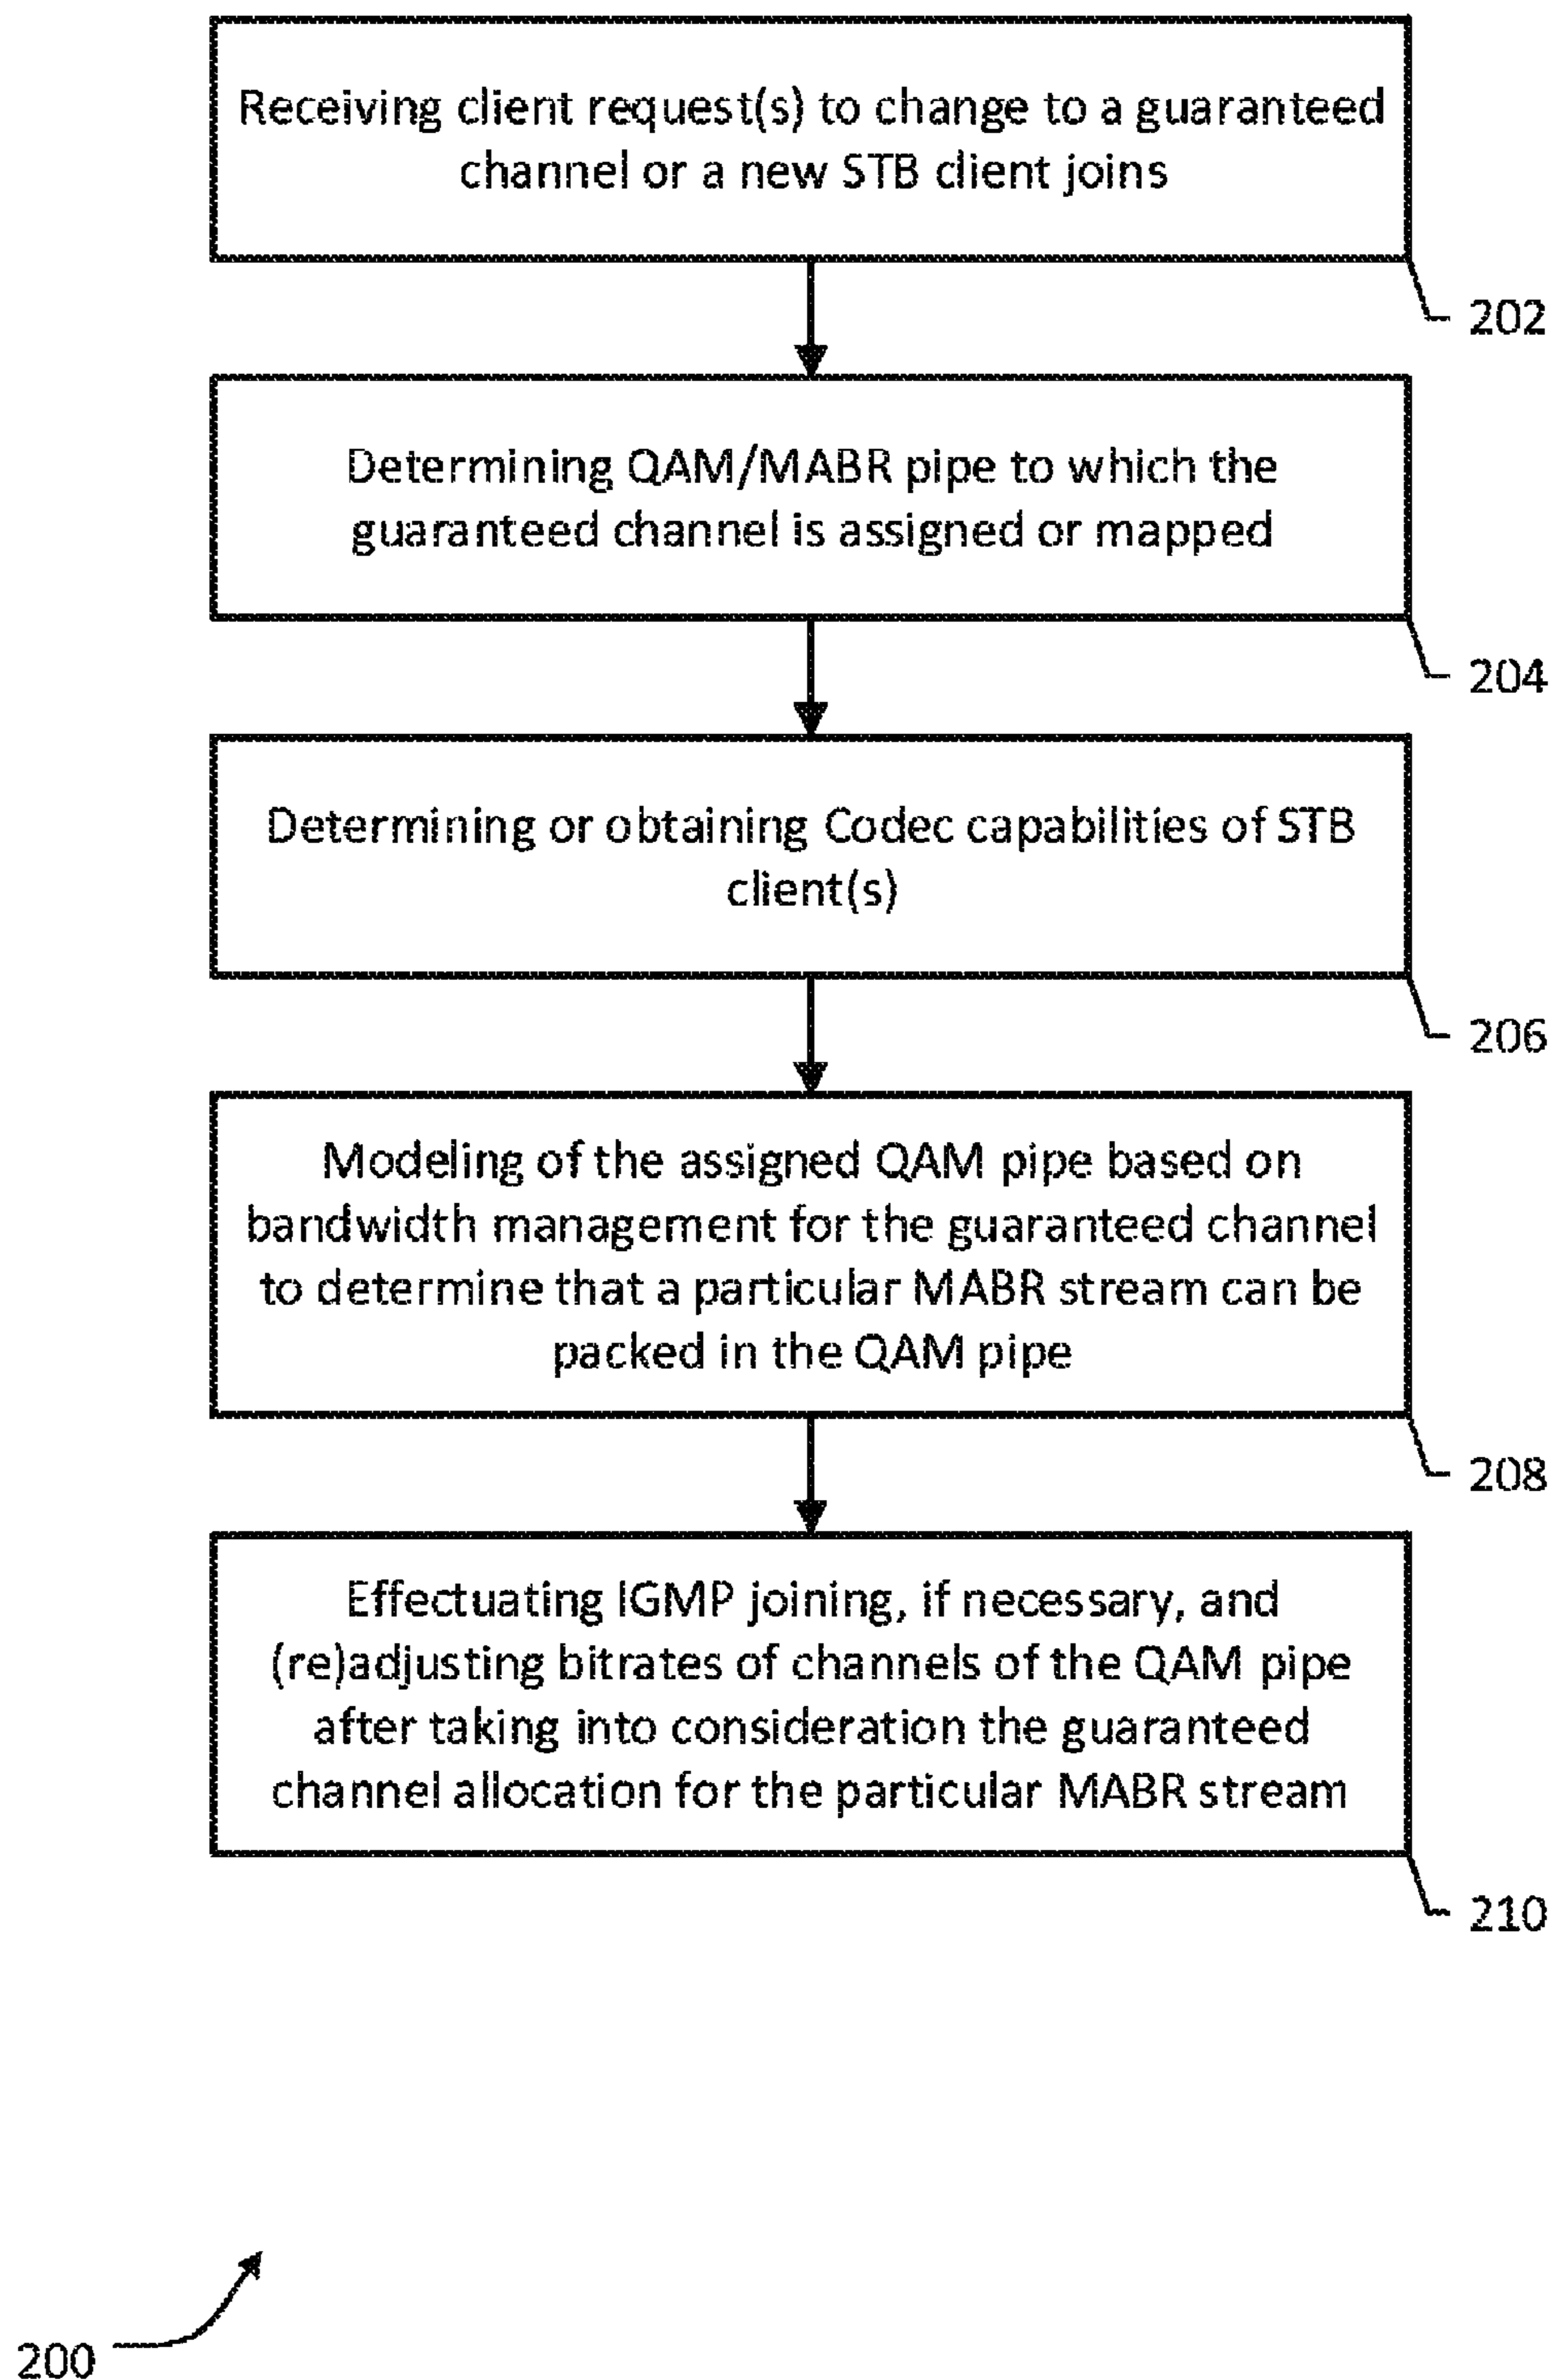 Receiving client request(s) to change to a guaranteed
channel or a new STB client joins
202
Determining QAM/MABR pipe to which the
guaranteed channel is assigned or mapped
204
Determining or obtaining Codec capabilities of STB
client(s)
206
Modeling of the assigned QAM pipe based on
bandwidth management for the guaranteed channel
to determine that a particular MABR stream can be
packed in the QAM pipe
208
Effectuating IGMP joining, if necessary, and
(re)adjusting bitrates of channels of the QAM pipe
after taking into consideration the guaranteed
channel allocation for the particular MABR stream
210
200